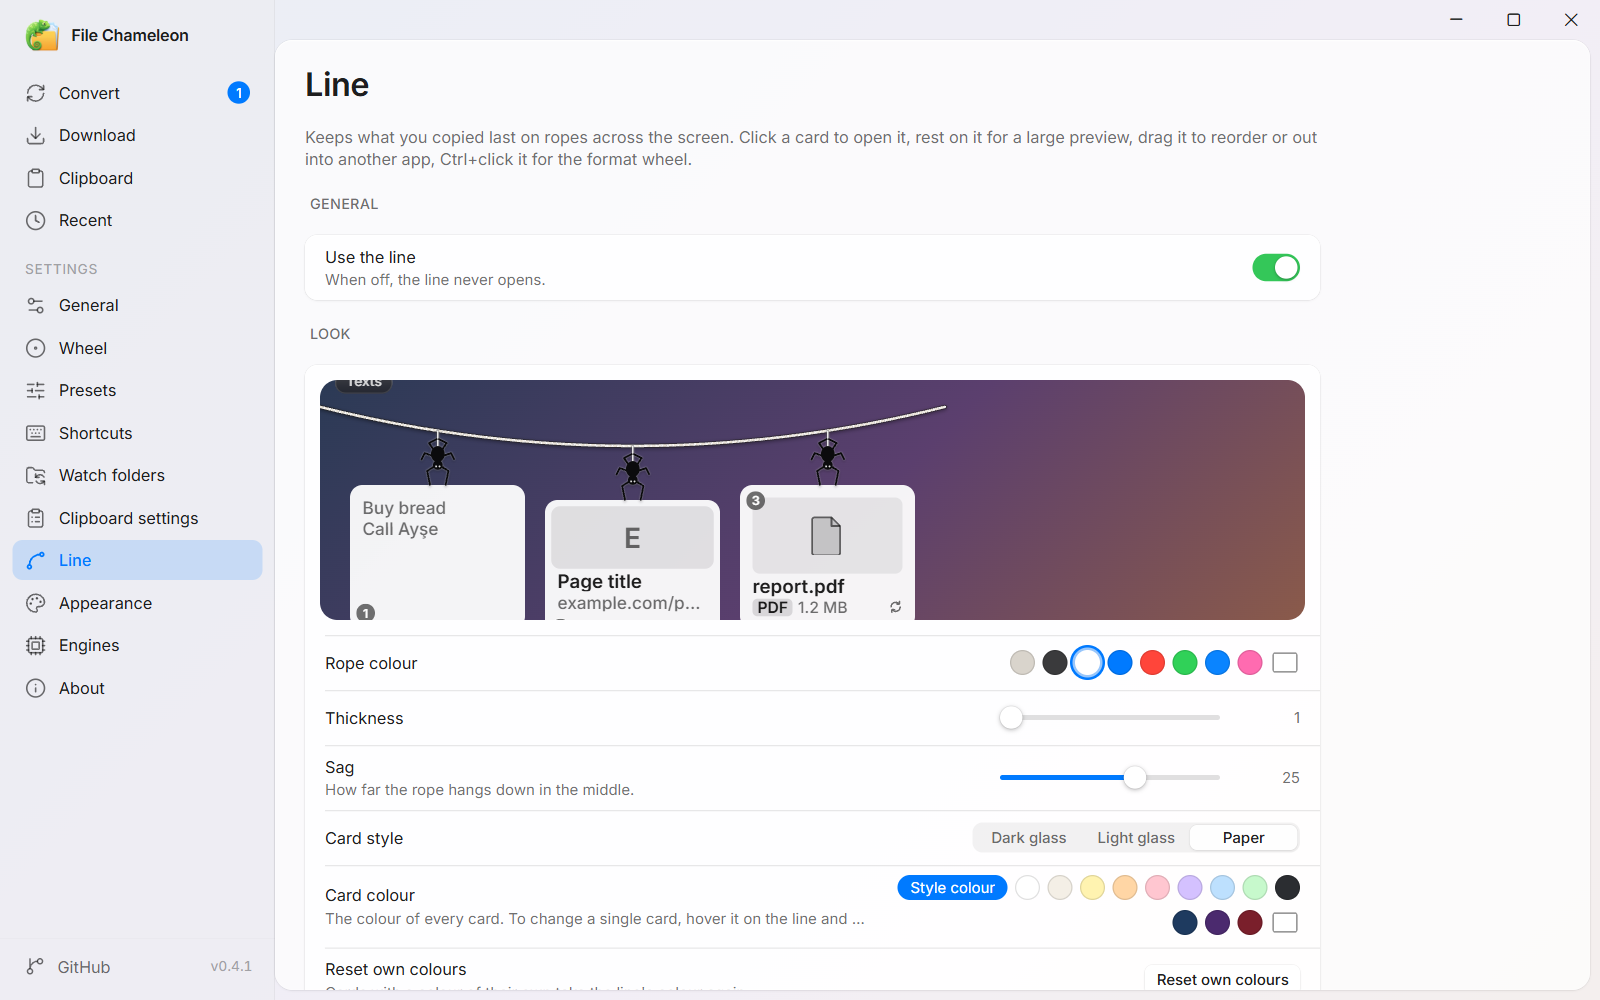 File Chameleon
Convert
1
Download
Clipboard
Recent
SETTINGS
General
Wheel
Presets
Shortcuts
Watch folders
Clipboard settings
Line
Appearance
Engines
About
GitHub
v0.4.1
Line
Keeps what you copied last on ropes across the screen. Click a card to open it, rest on it for a large preview, drag it to reorder or out
into another app, Ctrl+click it for the format wheel.
GENERAL
Use the line
When off, the line never opens.
LOOK
Texts
Buy bread
Call Ayşe
1
E
Page title
example.com/p...
3
report.pdf
PDF 1.2 MB
Rope colour
Thickness
1
Sag
How far the rope hangs down in the middle.
25
Card style
Dark glass
Light glass
Paper
Card colour
The colour of every card. To change a single card, hover it on the line and ...
Style colour
Reset own colours
Reset own colours